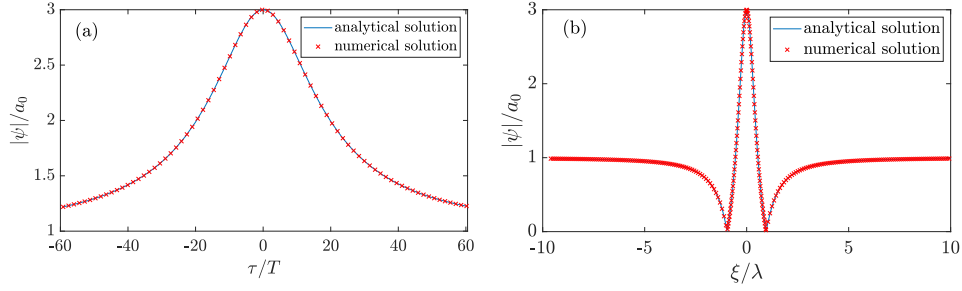 (a)
analytical solution
numerical solution
|ψ|/a₀
3
2.5
2
1.5
1
-60
-40
-20
0
20
40
60
τ/T
(b)
analytical solution
numerical solution
|ψ|/a₀
3
2
1
0
-10
-5
0
5
10
ξ/λ